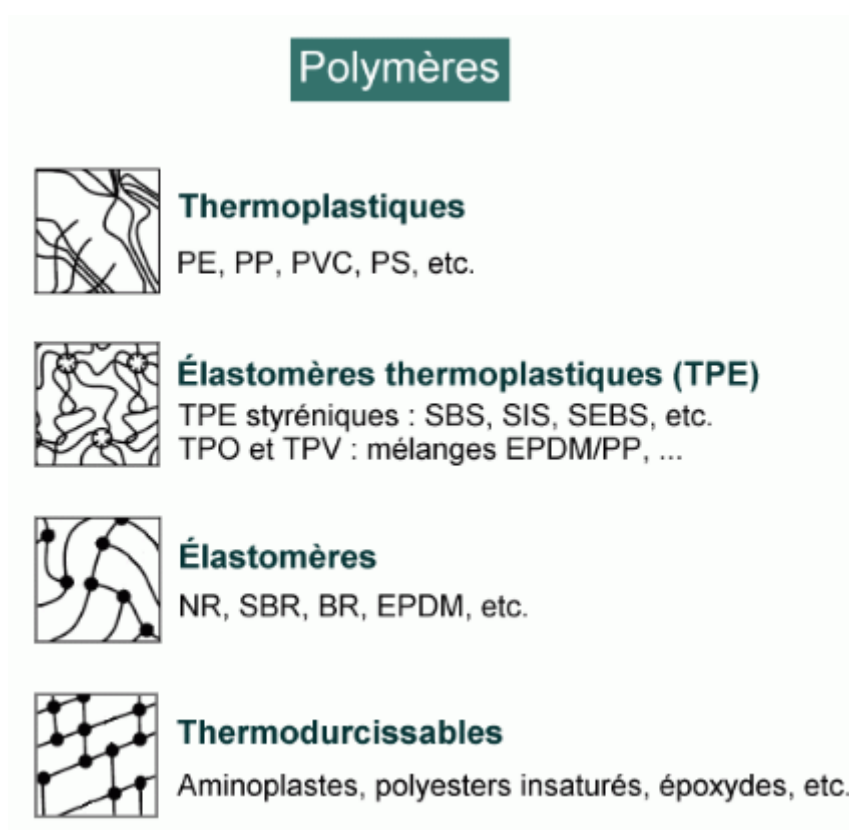 Polymères
Thermoplastiques
PE, PP, PVC, PS, etc.
Élastomères thermoplastiques (TPE)
TPE styréniques : SBS, SIS, SEBS, etc.
TPO et TPV : mélanges EPDM/PP, ...
Élastomères
NR, SBR, BR, EPDM, etc.
Thermodurcissables
Aminoplastes, polyesters insaturés, époxydes, etc.